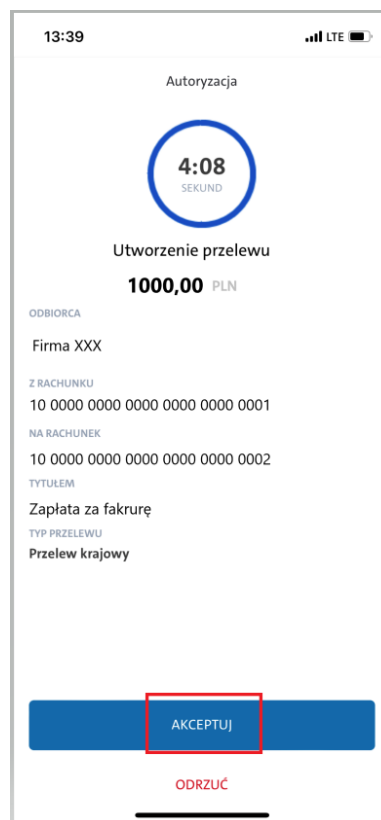 13:39 LTE
Autoryzacja
4:08
SEKUND
Utworzenie przelewu
1000,00 PLN
ODBIORCA
Firma XXX
Z RACHUNKU
10 0000 0000 0000 0000 0000 0001
NA RACHUNEK
10 0000 0000 0000 0000 0000 0002
TYTUŁEM
Zapłata za fakrurę
TYP PRZELEWU
Przelew krajowy
AKCEPTUJ
ODRZUĆ